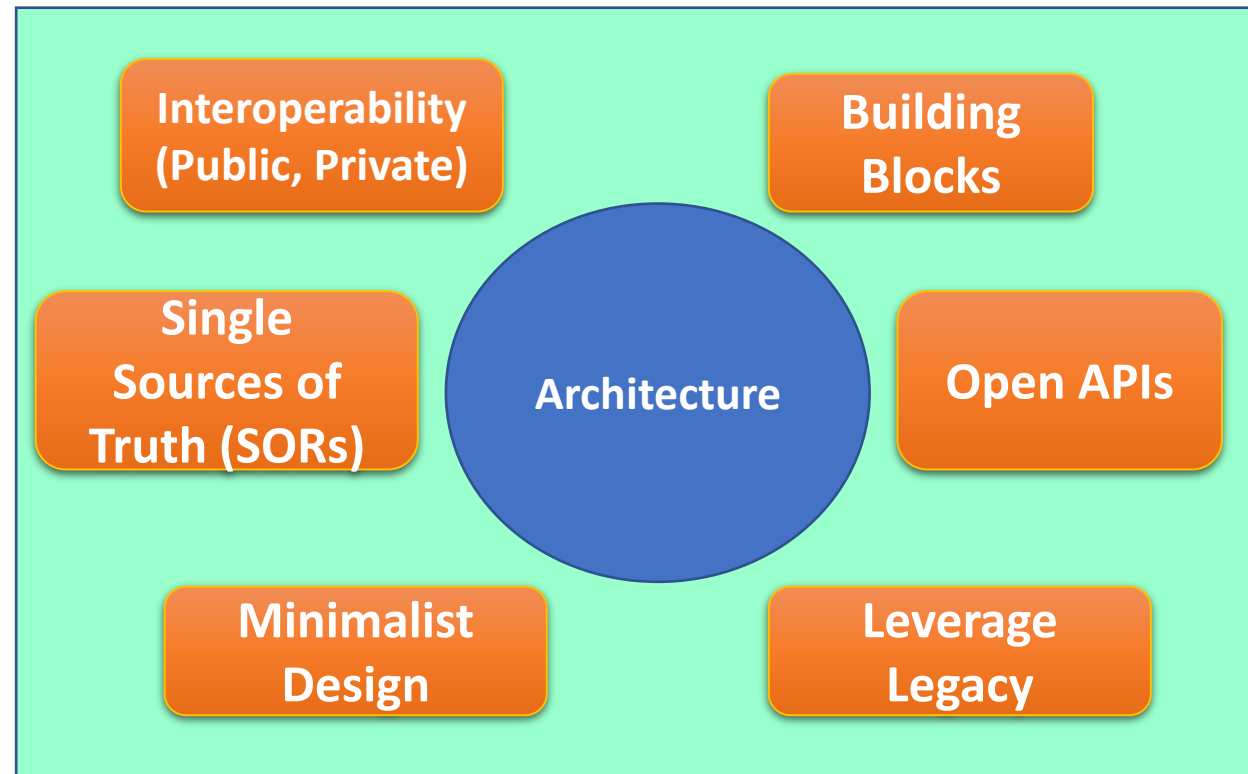 Interoperability
(Public, Private)
Building
Blocks
Single
Sources of
Truth (SORs)
Architecture
Open APIs
Minimalist
Design
Leverage
Legacy